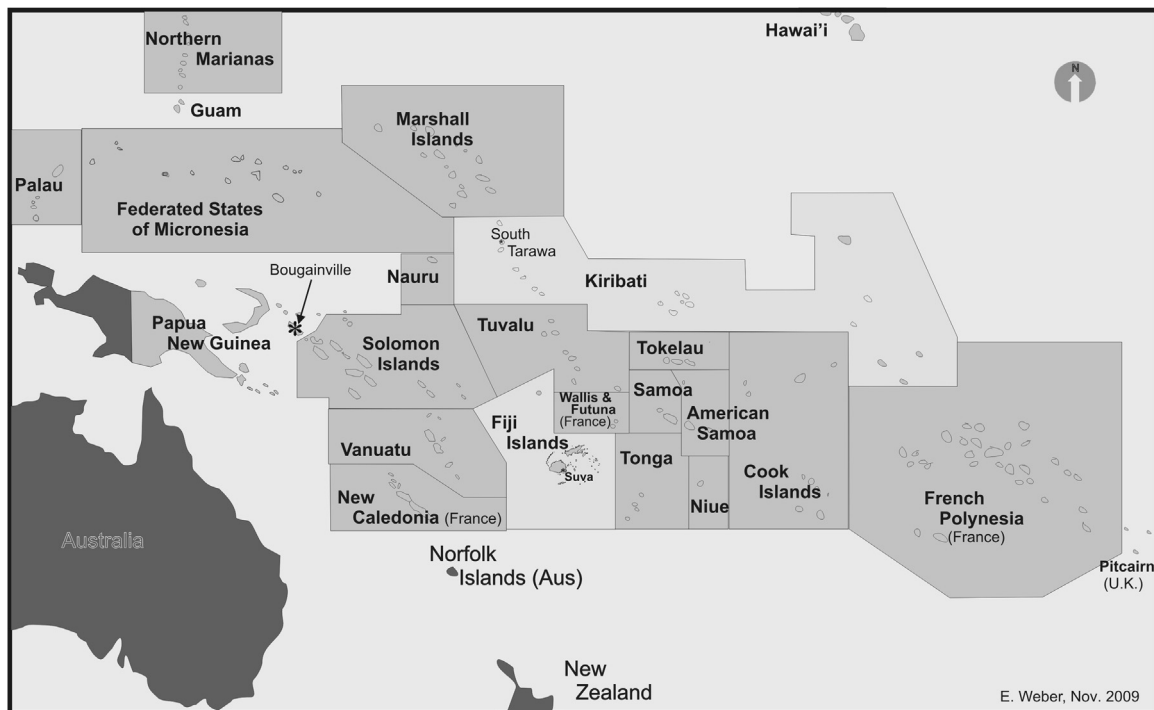 Northern
Marianas
Guam
Hawai'i
N
Marshall
Islands
Palau
Federated States
of Micronesia
South
Tarawa
Bougainville
Nauru
Kiribati
Papua
New Guinea
*
Solomon
Islands
Tuvalu
Tokelau
Samoa
Wallis &
Futuna
(France)
American
Samoa
Fiji
Islands
Suva
Vanuatu
Tonga
Niue
Cook
Islands
New
Caledonia (France)
French
Polynesia
(France)
Australia
Norfolk
Islands (Aus)
Pitcairn
(U.K.)
New
Zealand
E. Weber, Nov. 2009